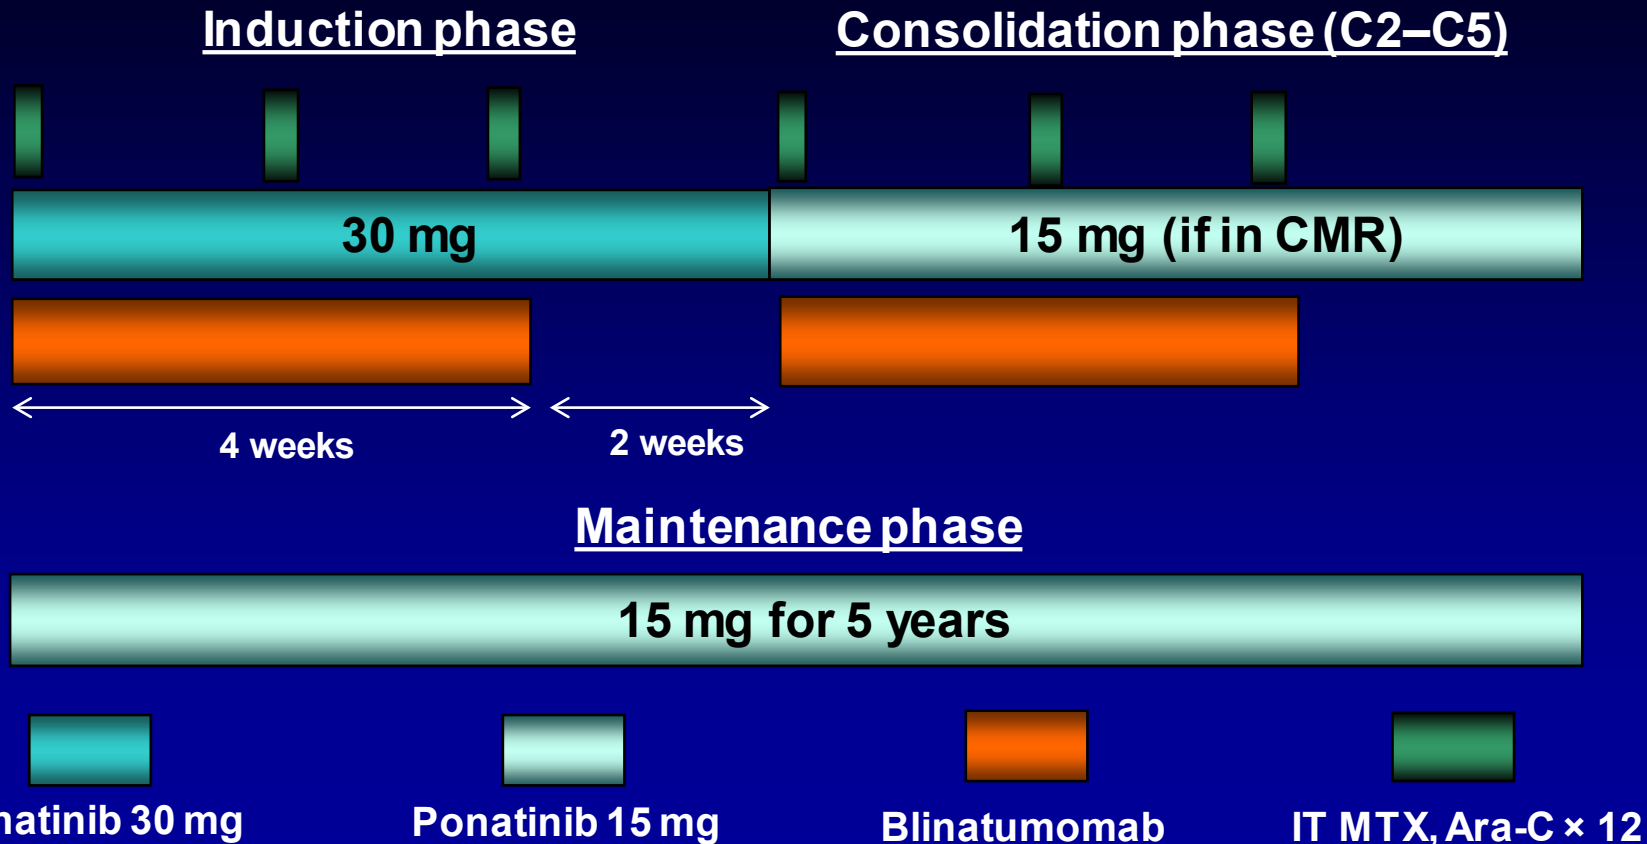 Induction phase
Consolidation phase (C2–C5)
30 mg
15 mg (if in CMR)
4 weeks
2 weeks
Maintenance phase
15 mg for 5 years
natinib 30 mg
Ponatinib 15 mg
Blinatumomab
IT MTX, Ara-C × 12